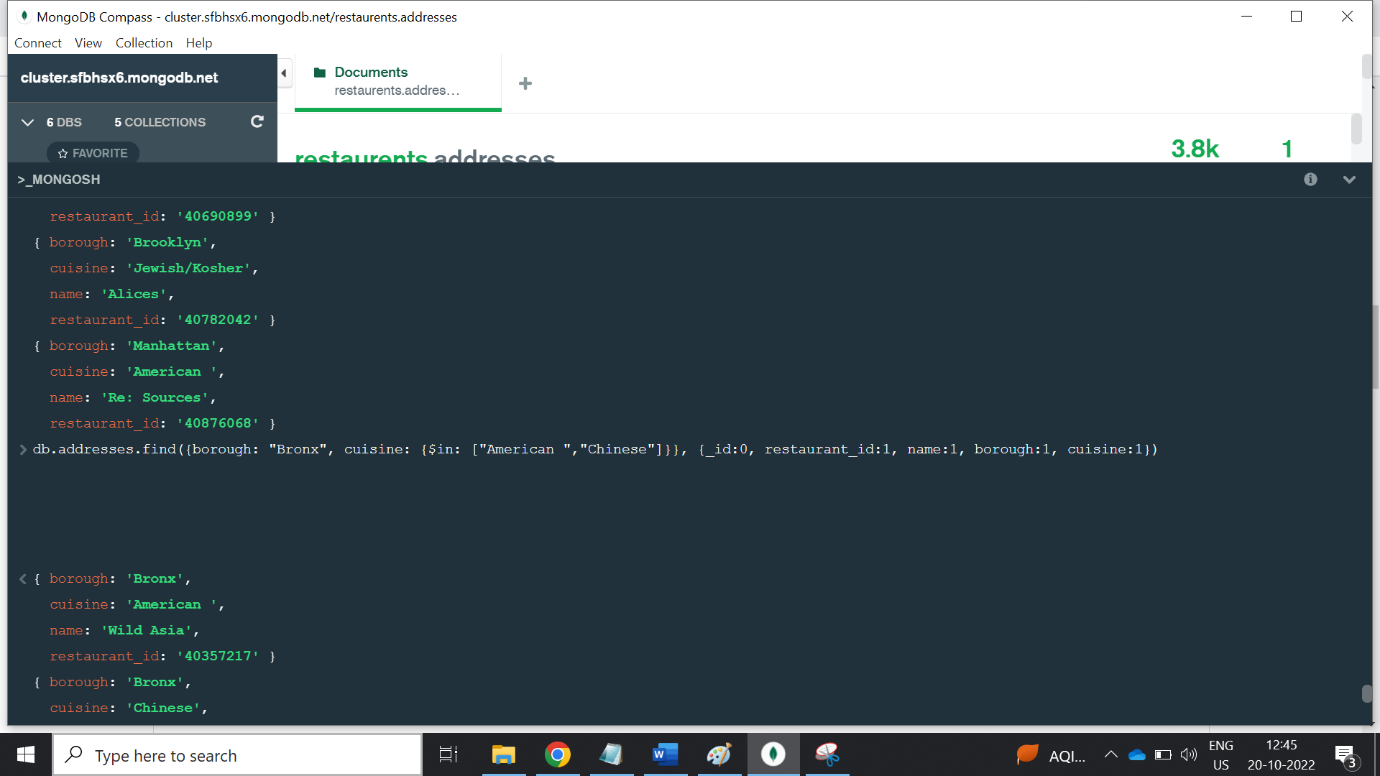 MongoDB Compass - cluster.sfbhsx6.mongodb.net/restaurents.addresses
Connect View Collection Help
cluster.sfbhsx6.mongodb.net
Documents
restaurents.addres...
6 DBS 5 COLLECTIONS
FAVORITE
restaurents.addresses
3.8k 1
>_MONGOSH
restaurant_id: '40690899' }
{ borough: 'Brooklyn',
cuisine: 'Jewish/Kosher',
name: 'Alices',
restaurant_id: '40782042' }
{ borough: 'Manhattan',
cuisine: 'American ',
name: 'Re: Sources',
restaurant_id: '40876068' }
> db.addresses.find({borough: "Bronx", cuisine: {$in: ["American ","Chinese"]}}, {_id:0, restaurant_id:1, name:1, borough:1, cuisine:1})
< { borough: 'Bronx',
cuisine: 'American ',
name: 'Wild Asia',
restaurant_id: '40357217' }
{ borough: 'Bronx',
cuisine: 'Chinese',
Type here to search
AQI...
ENG
US
12:45
20-10-2022
3